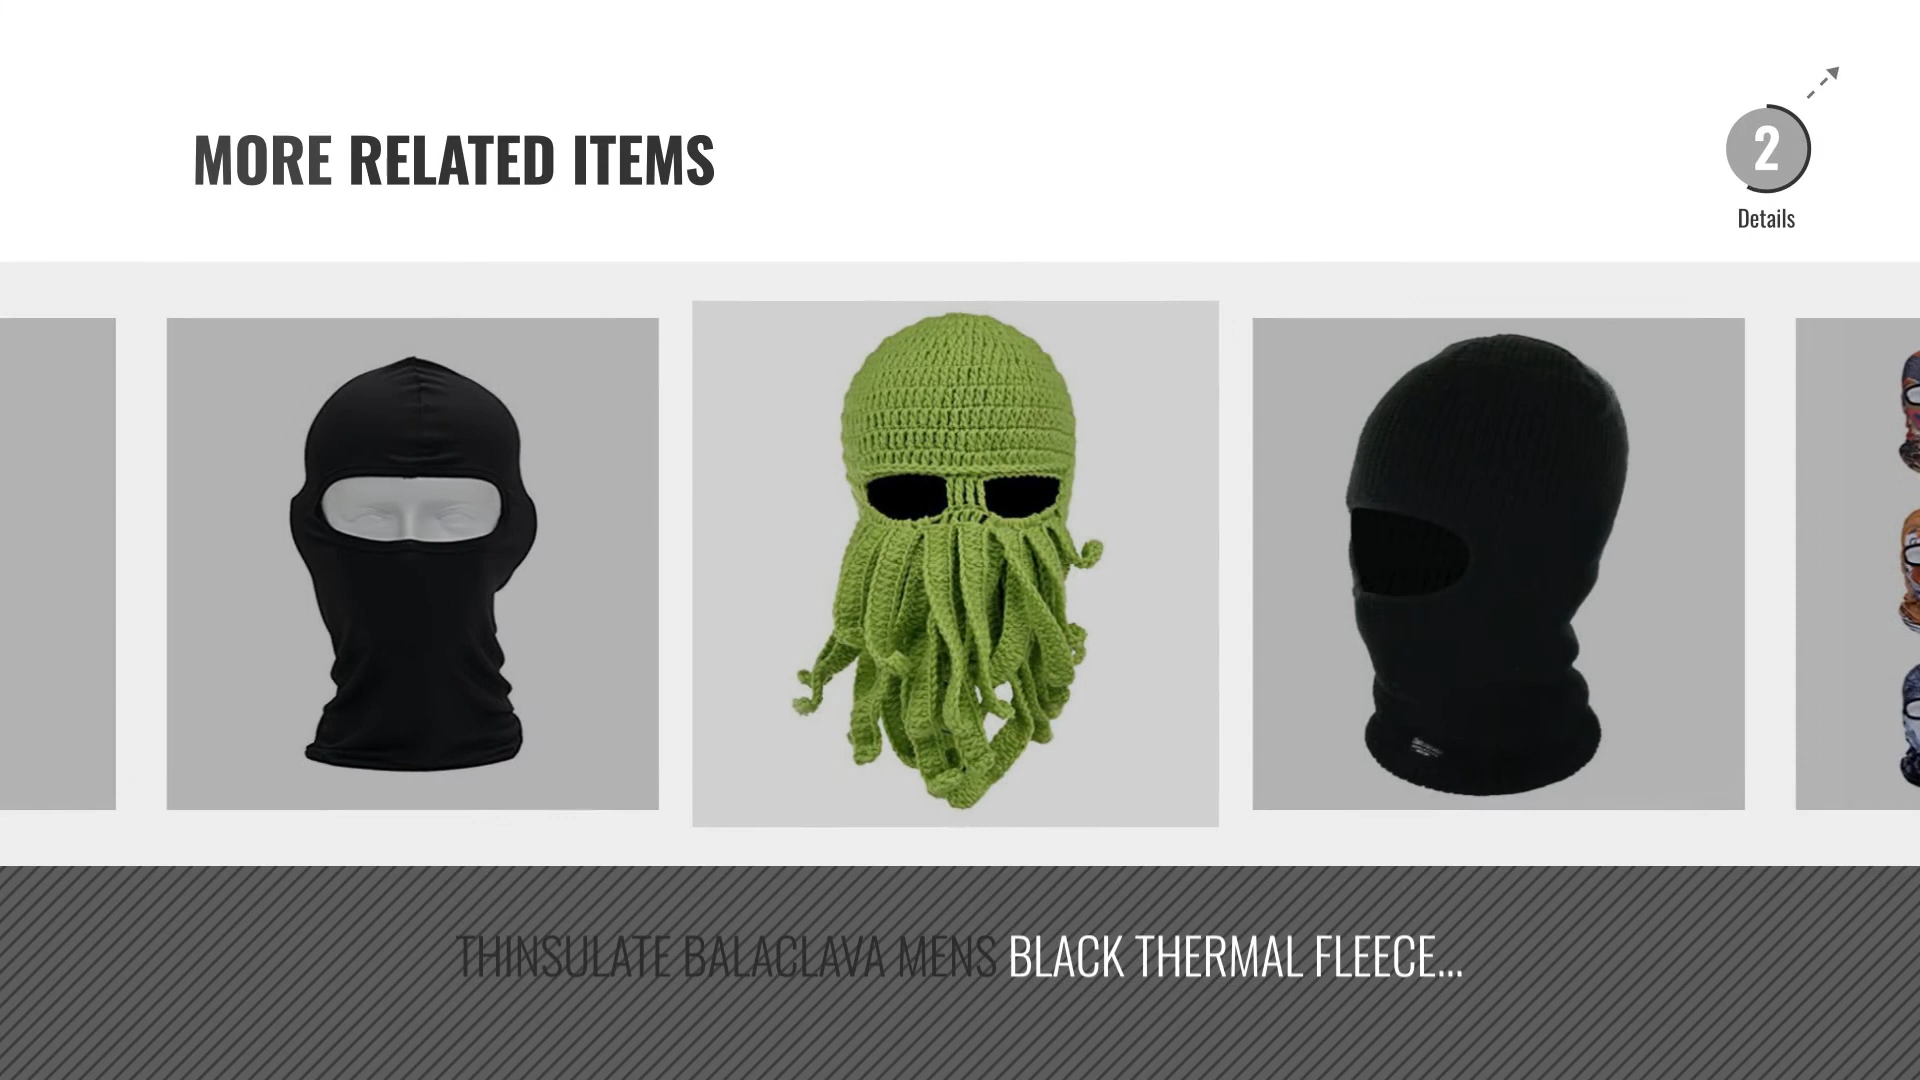 MORE RELATED ITEMS
2
Details
THINSULATE BALACLAVA MENS BLACK THERMAL FLEECE...